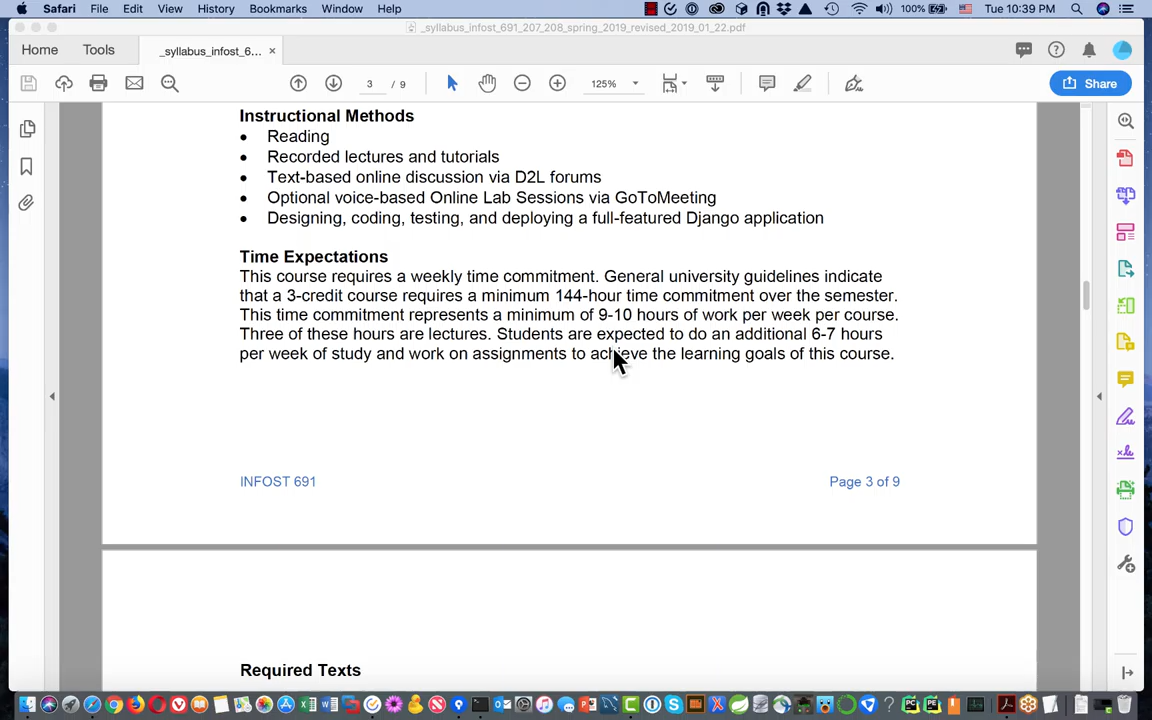 Safari File Edit View History Bookmarks Window Help 100% Tue 10:39 PM
_syllabus_infost_691_207_208_spring_2019_revised_2019_01_22.pdf
Home Tools _syllabus_infost_6... ×
3 / 9 125% Share
Instructional Methods
• Reading
• Recorded lectures and tutorials
• Text-based online discussion via D2L forums
• Optional voice-based Online Lab Sessions via GoToMeeting
• Designing, coding, testing, and deploying a full-featured Django application
Time Expectations
This course requires a weekly time commitment. General university guidelines indicate
that a 3-credit course requires a minimum 144-hour time commitment over the semester.
This time commitment represents a minimum of 9-10 hours of work per week per course.
Three of these hours are lectures. Students are expected to do an additional 6-7 hours
per week of study and work on assignments to achieve the learning goals of this course.
INFOST 691 Page 3 of 9
Required Texts